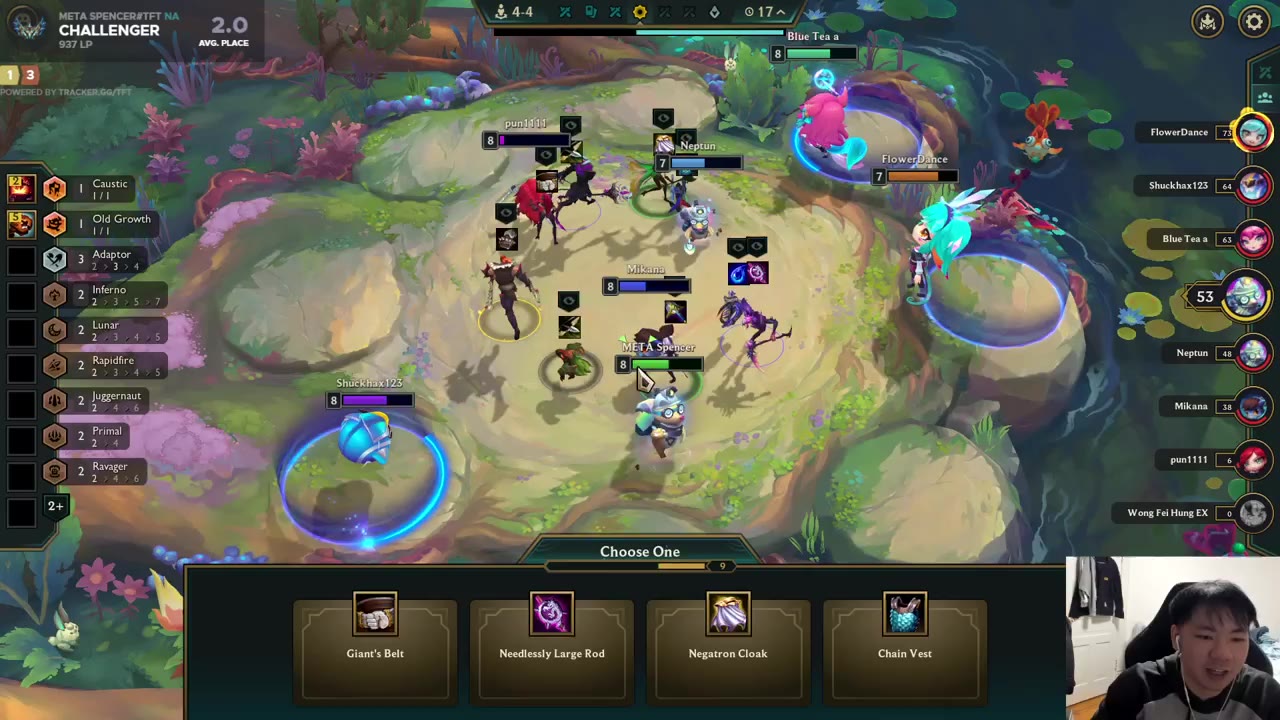 META SPENCER#TFT NA
CHALLENGER
937 LP
2.0
AVG. PLACE
1 3
POWERED BY TRACKER.GG/TFT
4-4
17
Blue Tea a
8
pun1111
8
Neptun
7
FlowerDance
7
Mikana
8
META Spencer
8
Shuckhax123
8
2
1 Caustic
1 / 1
5
1 Old Growth
1 / 1
3 Adaptor
2 > 3 > 4
2 Inferno
2 > 3 > 5 > 7
2 Lunar
2 > 3 > 4 > 5
2 Rapidfire
2 > 3 > 4 > 5
2 Juggernaut
2 > 4 > 6
2 Primal
2 > 4
2 Ravager
2 > 4 > 6
2+
FlowerDance 73
Shuckhax123 64
Blue Tea a 63
53
Neptun 48
Mikana 38
pun1111 6
Wong Fei Hung EX 0
Choose One
9
Giant's Belt
Needlessly Large Rod
Negatron Cloak
Chain Vest